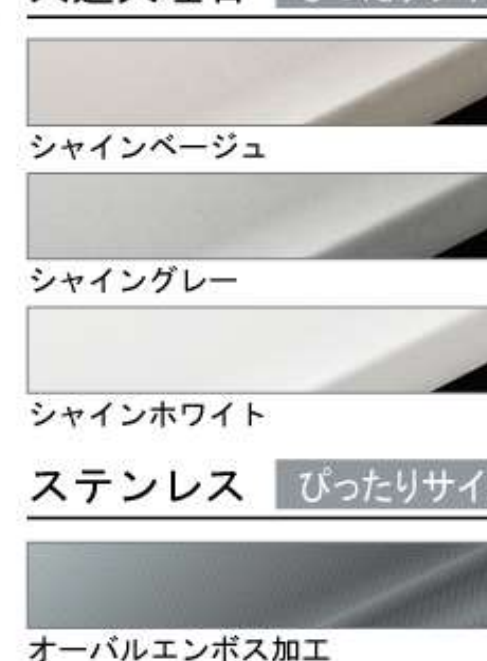 シャインベージュ
シャイングレー
シャインホワイト
ステンレス ぴったりサイ
オーバルエンボス加工